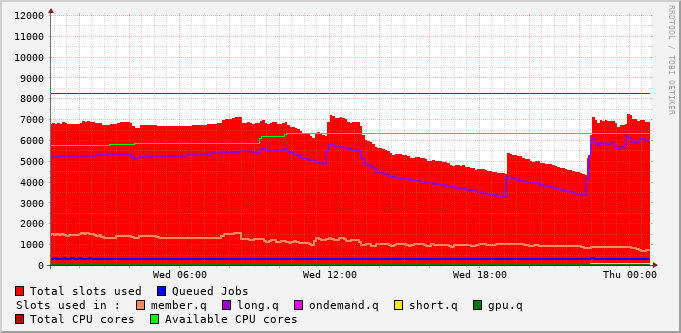 12000
11000
10000
9000
8000
7000
6000
5000
4000
3000
2000
1000
0
Wed 06:00 Wed 12:00 Wed 18:00 Thu 00:00
RRDTOOL / TOBI OETIKER
Total slots used Queued Jobs
Slots used in : member.q long.q ondemand.q short.q gpu.q
Total CPU cores Available CPU cores